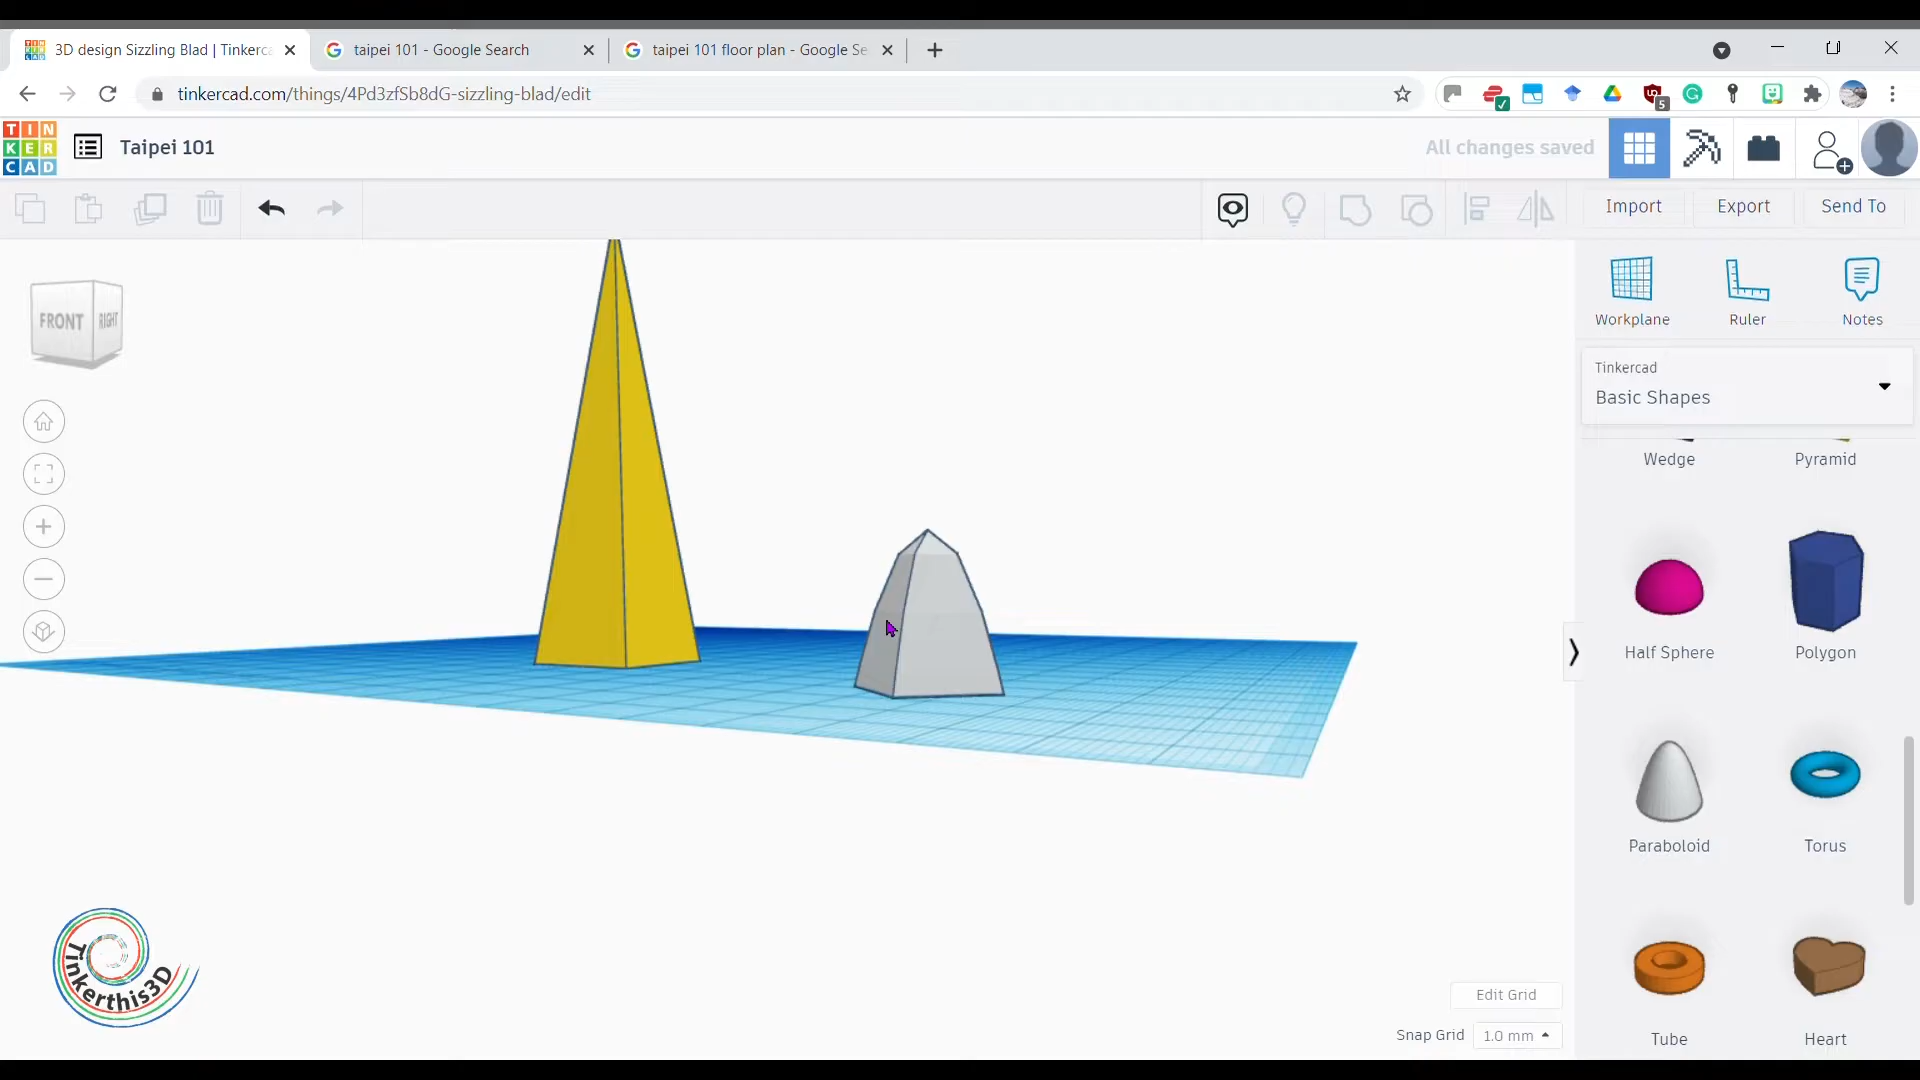 3D design Sizzling Blad | Tinkerca
taipei 101 - Google Search
taipei 101 floor plan - Google Se
tinkercad.com/things/4Pd3zfSb8dG-sizzling-blad/edit
5
TIN
KER
CAD
Taipei 101
All changes saved
Import
Export
Send To
FRONT
RIGHT
Workplane
Ruler
Notes
Tinkercad
Basic Shapes
Wedge
Pyramid
Half Sphere
Polygon
Paraboloid
Torus
Tube
Heart
Tinkerthis3D
Edit Grid
Snap Grid
1.0 mm